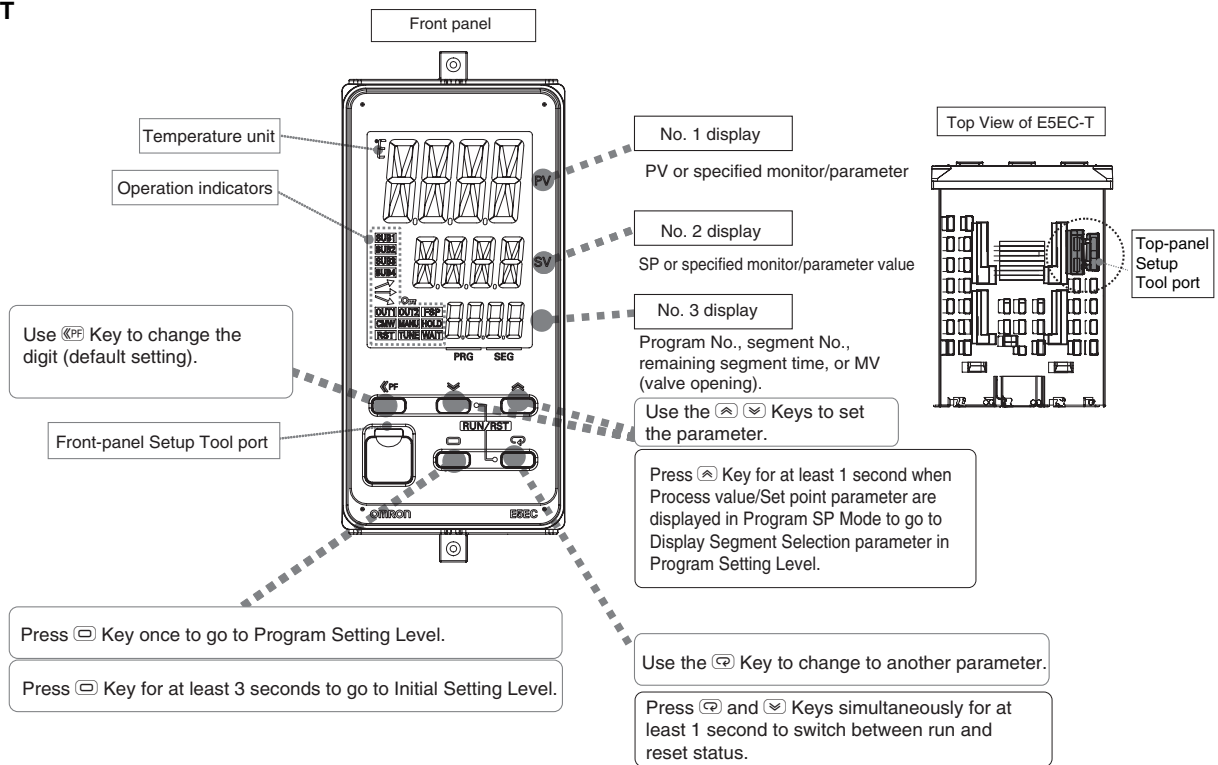 T
Front panel
Temperature unit
Operation indicators
Use PF Key to change the
digit (default setting).
Front-panel Setup Tool port
°F
PV
SUB1
SUB2
SUB3
SUB4
SV
OUT1 OUT2 FSP
CMW MANU HOLD
RST TUNE WAIT
PRG SEG
PF
RUN/RST
OMRON E5EC
No. 1 display
PV or specified monitor/parameter
No. 2 display
SP or specified monitor/parameter value
No. 3 display
Program No., segment No.,
remaining segment time, or MV
(valve opening).
Use the Keys to set
the parameter.
Press Key for at least 1 second when
Process value/Set point parameter are
displayed in Program SP Mode to go to
Display Segment Selection parameter in
Program Setting Level.
Top View of E5EC-T
Top-panel
Setup
Tool port
Press Key once to go to Program Setting Level.
Press Key for at least 3 seconds to go to Initial Setting Level.
Use the Key to change to another parameter.
Press and Keys simultaneously for at
least 1 second to switch between run and
reset status.